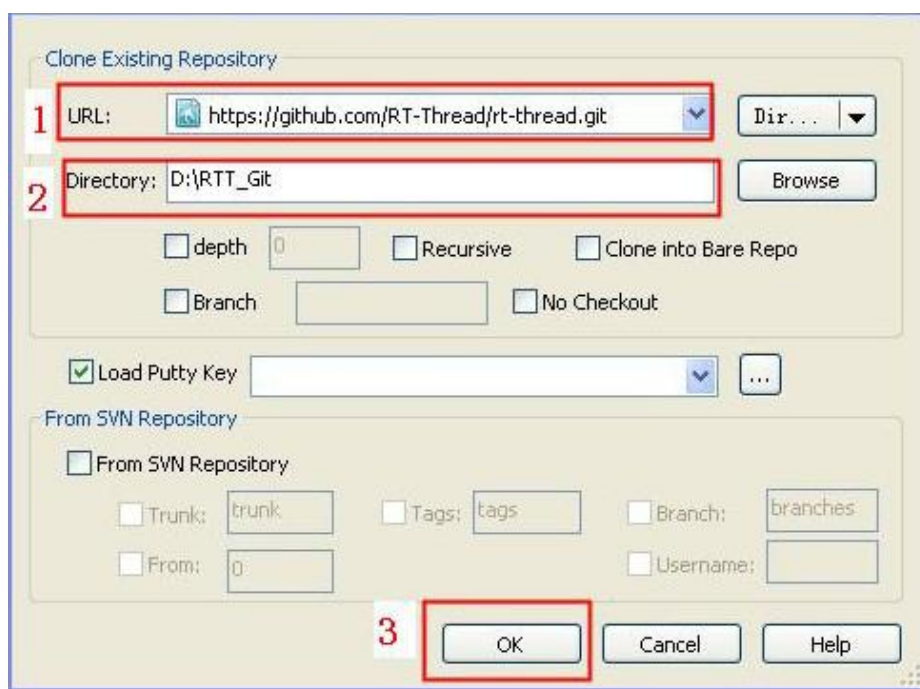 Clone Existing Repository
1 URL: https://github.com/RT-Thread/rt-thread.git Dir...
2 Directory: D:\RTT_Git Browse
depth 0 Recursive Clone into Bare Repo
Branch No Checkout
Load Putty Key ...
From SVN Repository
From SVN Repository
Trunk: trunk Tags: tags Branch: branches
From: 0 Username:
3 OK Cancel Help